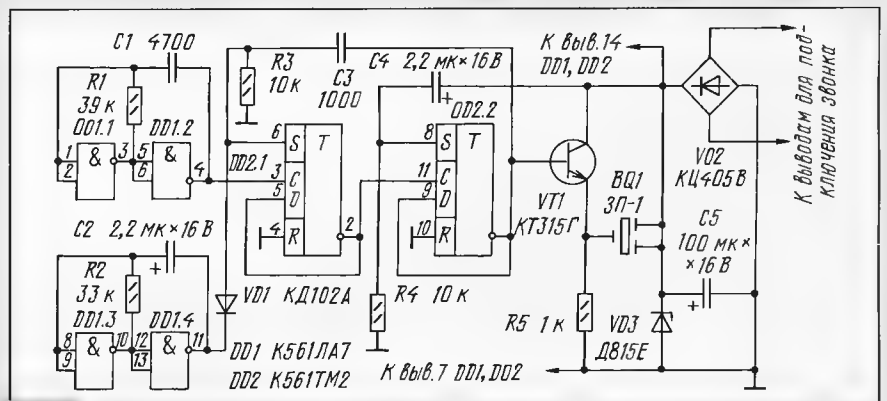 C1 4700
R1
39 к
DD1.1
DD1.2
&
&
1
2
3
5
6
4
R3
10к
C3
1000
C4
2,2 мк×16 В
DD2.1
6
3
5
4
S
C
D
R
T
2
OD2.2
8
11
9
10
S
C
D
R
T
К выв.14
DD1, DD2
VT1
КТ315Г
BQ1
ЗП-1
VD2
КЦ405В
C5
100 мк×
×16 В
К выводам для под-
ключения звонка
C2 2,2 мк×16 В
R2
33 к
DD1.3
DD1.4
&
&
8
9
10
12
13
11
VD1 КД102А
R4 10 к
R5 1 к
VD3
Д815Е
DD1 К561ЛА7
DD2 К561ТМ2
К выв.7 DD1, DD2